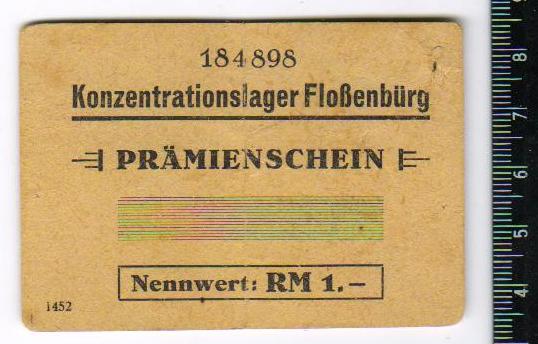 184898
Konzentrationslager Floßenbürg
PRÄMIENSCHEIN
Nennwert: RM 1.–
1452
8
7
6
5
4